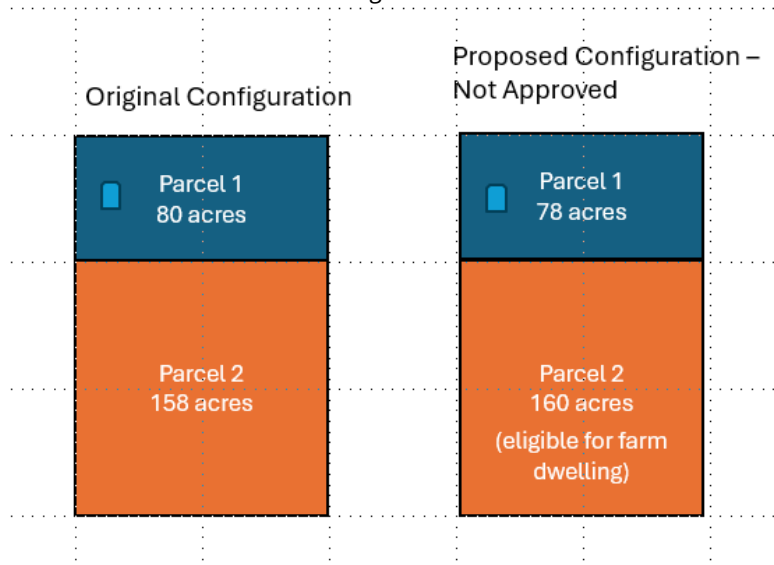 Original Configuration
Parcel 1
80 acres
Parcel 2
158 acres
Proposed Configuration –
Not Approved
Parcel 1
78 acres
Parcel 2
160 acres
(eligible for farm
dwelling)